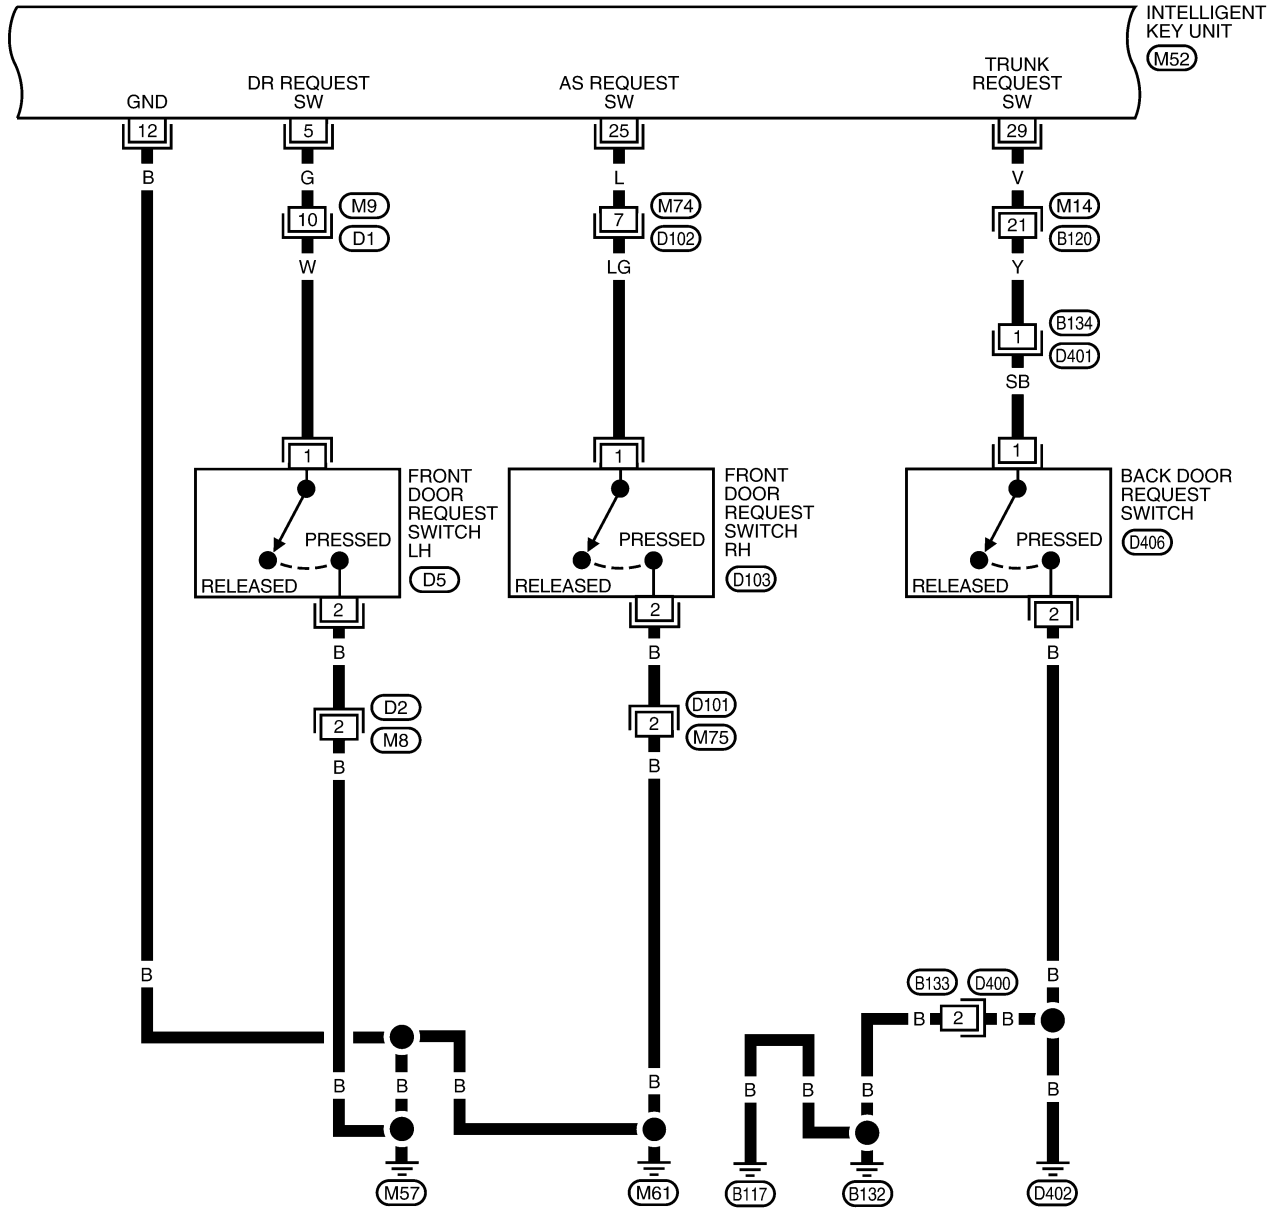 INTELLIGENT
KEY UNIT
M52
GND
DR REQUEST
SW
AS REQUEST
SW
TRUNK
REQUEST
SW
12
5
25
29
B
G
L
V
10
M9
D1
7
M74
D102
21
M14
B120
W
LG
Y
1
B134
D401
SB
1
1
1
FRONT
DOOR
REQUEST
SWITCH
LH
D5
PRESSED
RELEASED
FRONT
DOOR
REQUEST
SWITCH
RH
D103
PRESSED
RELEASED
BACK DOOR
REQUEST
SWITCH
D406
PRESSED
RELEASED
2
2
2
B
B
B
2
D2
M8
2
D101
M75
B
B
B
B
B133
D400
B
2
B
B
B
B
B
B
B
B
B
M57
M61
B117
B132
D402